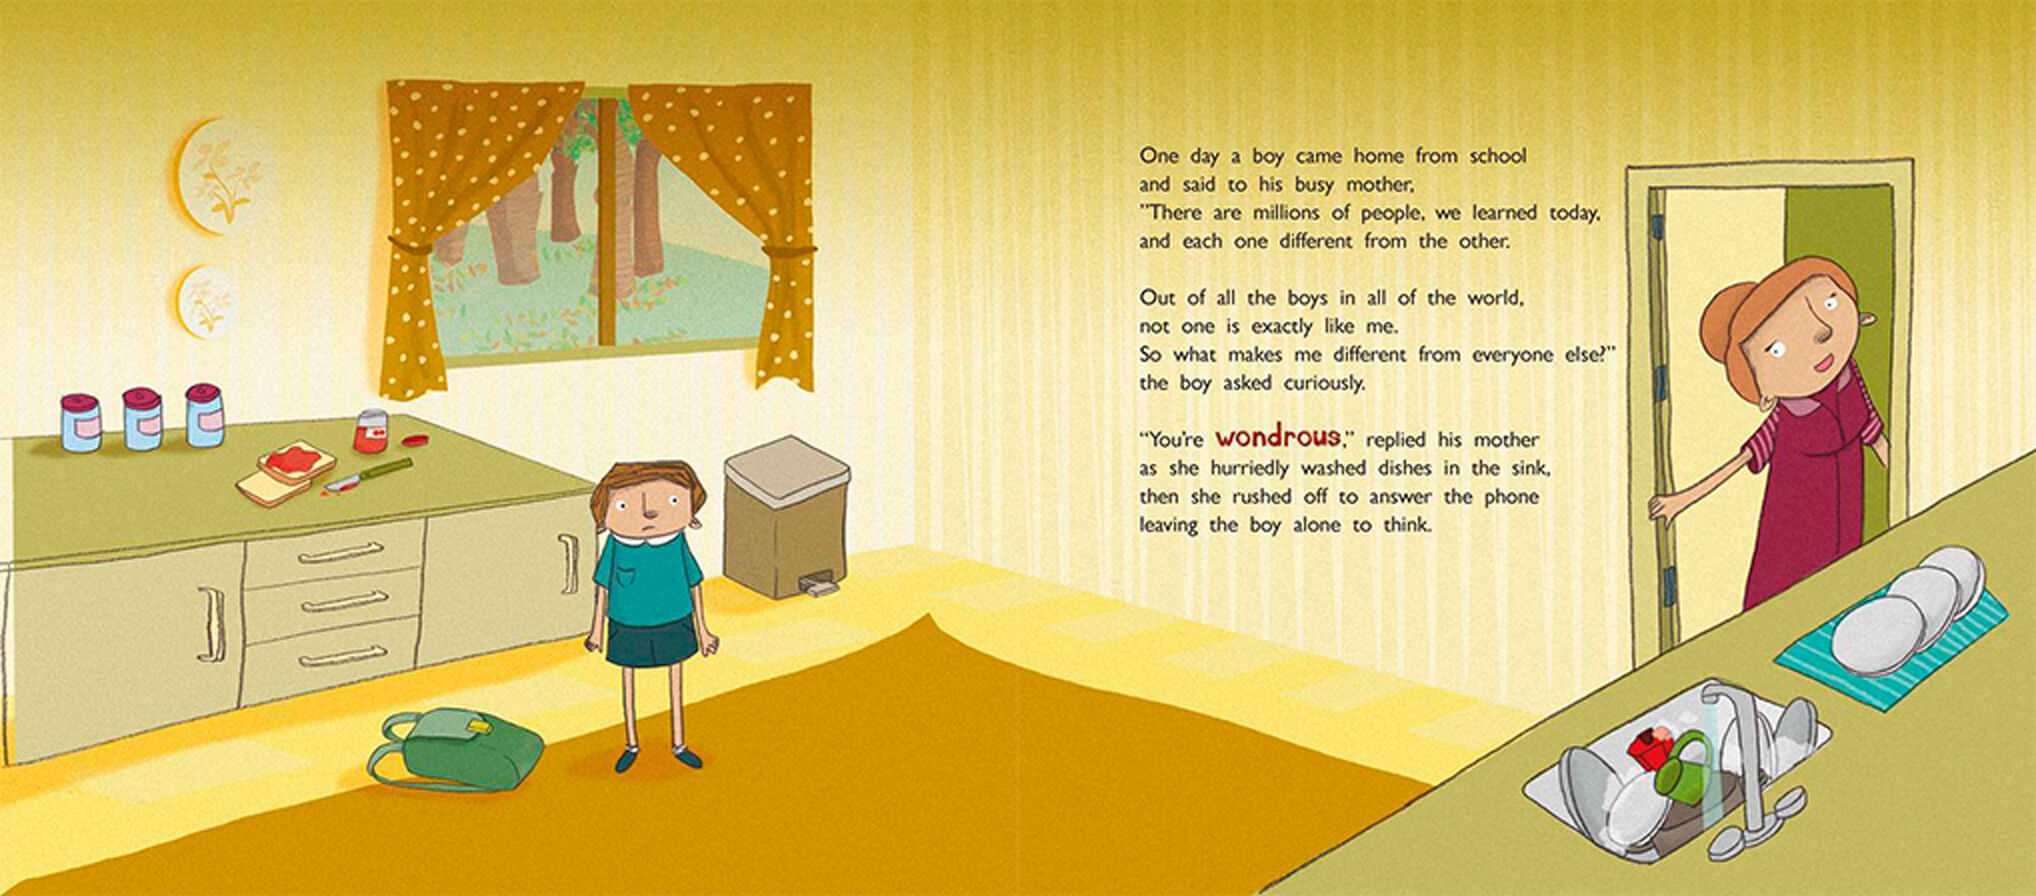 One day a boy came home from school
and said to his busy mother,
"There are millions of people, we learned today,
and each one different from the other.
Out of all the boys in all of the world,
not one is exactly like me.
So what makes me different from everyone else?"
the boy asked curiously.
“You’re wondrous,” replied his mother
as she hurriedly washed dishes in the sink,
then she rushed off to answer the phone
leaving the boy alone to think.